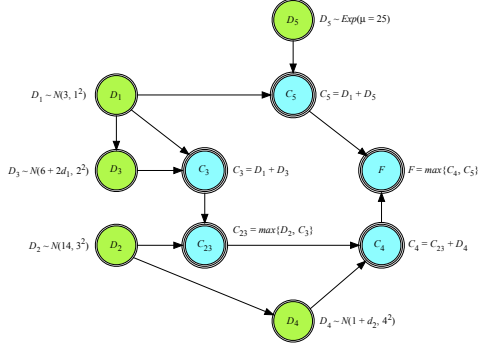 D₅ D₅ ~ Exp(μ = 25)
D₁ ~ N(3, 1²) D₁ C₅ C₅ = D₁ + D₅
D₃ ~ N(6 + 2d₁, 2²) D₃ C₃ C₃ = D₁ + D₃ F F = max{C₄, C₅}
C₂₃ = max{D₂, C₃}
D₂ ~ N(14, 3²) D₂ C₂₃ C₄ C₄ = C₂₃ + D₄
D₄ D₄ ~ N(1 + d₂, 4²)